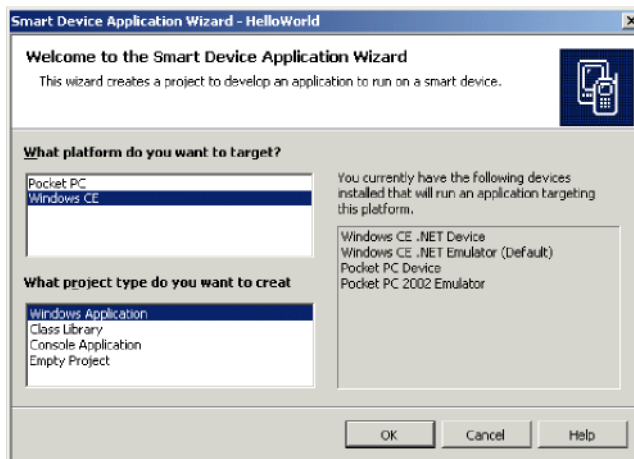 Smart Device Application Wizard - HelloWorld
Welcome to the Smart Device Application Wizard
This wizard creates a project to develop an application to run on a smart device.
What platform do you want to target?
Pocket PC
Windows CE
You currently have the following devices
installed that will run an application targeting
this platform.
Windows CE .NET Device
Windows CE .NET Emulator (Default)
Pocket PC Device
Pocket PC 2002 Emulator
What project type do you want to creat
Windows Application
Class Library
Console Application
Empty Project
OK
Cancel
Help